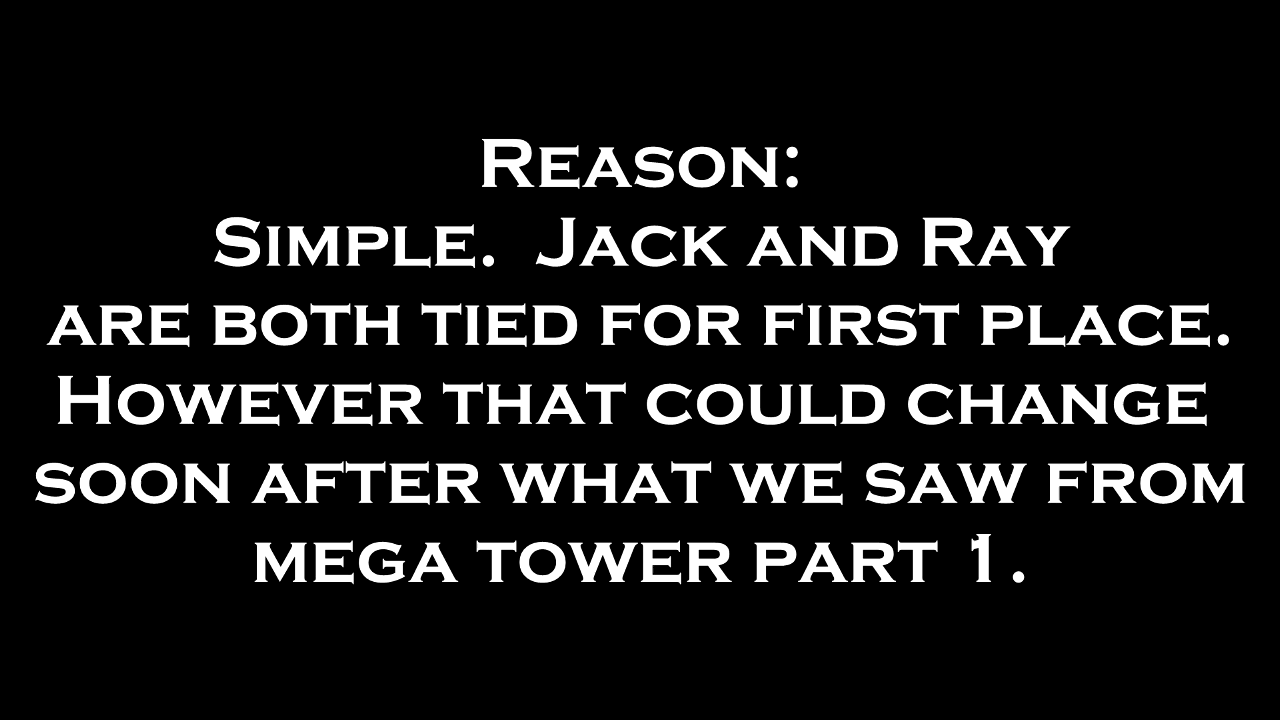 Reason:
Simple.  Jack and Ray
are both tied for first place.
However that could change
soon after what we saw from
mega tower part 1.